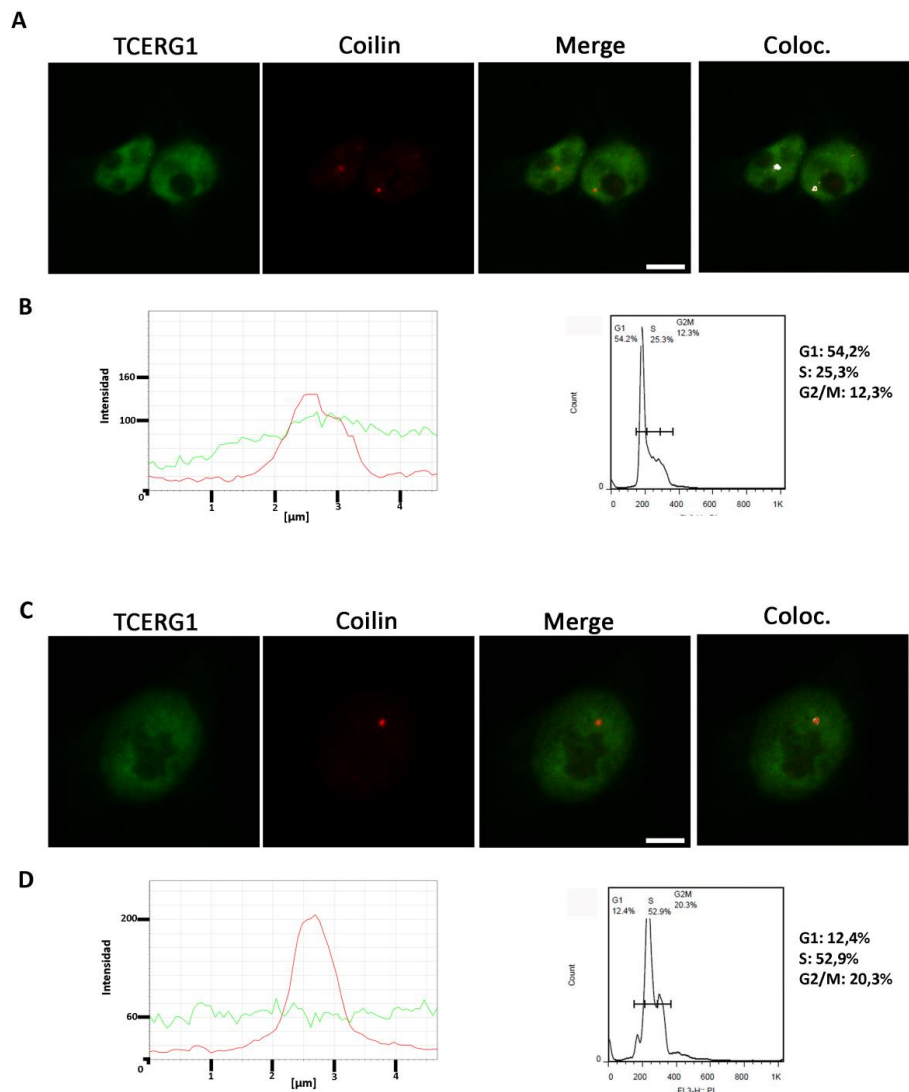 A
TCERG1 Coilin Merge Coloc.
B
Intensidad
160
100
0
1 2 3 4
[µm]
G1
54.2%
S
25.3%
G2M
12.3%
Count
0
0 200 400 600 800 1K
G1: 54,2%
S: 25,3%
G2/M: 12,3%
C
TCERG1 Coilin Merge Coloc.
D
Intensidad
200
60
0
1 2 3 4
[µm]
G1
12.4%
S
52.9%
G2M
20.3%
Count
0
0 200 400 600 800 1K
FL3-H:: PI
G1: 12,4%
S: 52,9%
G2/M: 20,3%